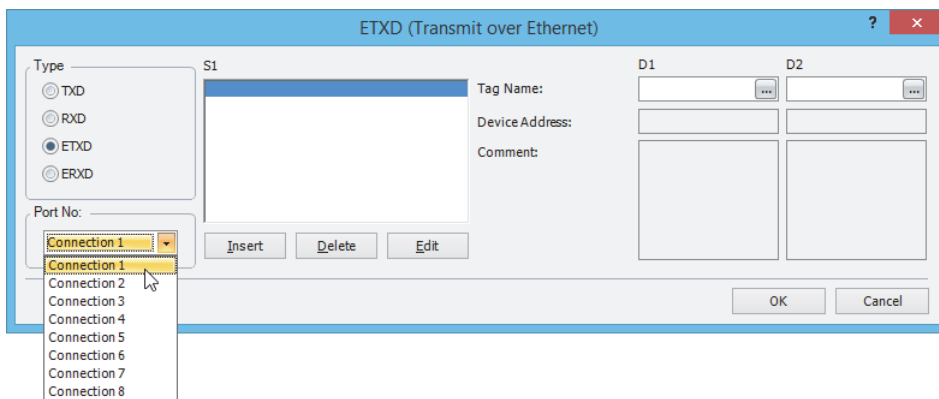 ETXD (Transmit over Ethernet)
? ×
Type
TXD
RXD
ETXD
ERXD
Port No:
Connection 1
Connection 1
Connection 2
Connection 3
Connection 4
Connection 5
Connection 6
Connection 7
Connection 8
S1
Insert Delete Edit
D1 D2
Tag Name: ... ...
Device Address:
Comment:
OK Cancel